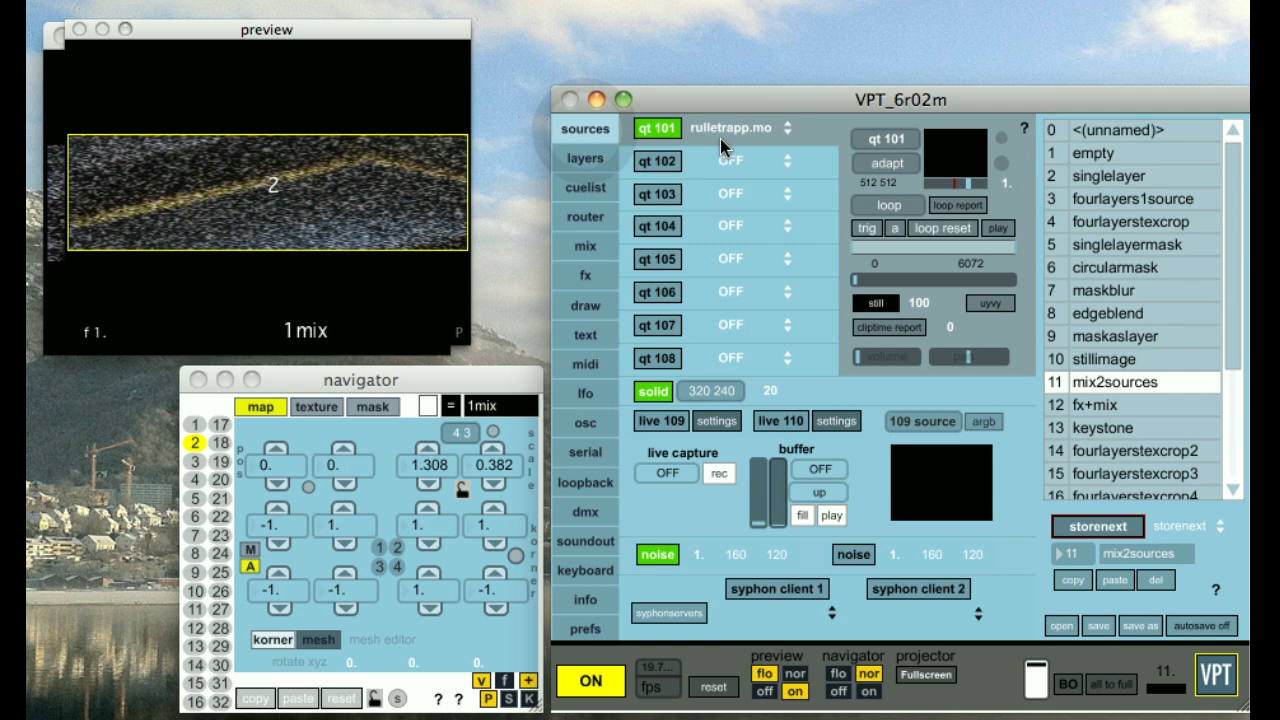 preview
2
f 1.
1mix
P
navigator
map
texture
mask
=
1mix
1 17
2 18
3 19
4 20
5 21
6 22
7 23
8 24
9 25
10 26
11 27
12 28
13 29
14 30
15 31
16 32
4 3
pos
scale
0.
0.
1.308
0.382
-1.
1.
1.
1.
korner
M
A
1 2
3 4
-1.
-1.
1.
-1.
korner
mesh
mesh editor
rotate xyz
0.
0.
0.
v f +
copy
paste
reset
s
? ?
P S K
VPT_6r02m
sources
layers
cuelist
router
mix
fx
draw
text
midi
lfo
osc
serial
loopback
dmx
soundout
keyboard
info
prefs
qt 101
rulletrapp.mo
qt 102
OFF
qt 103
OFF
qt 104
OFF
qt 105
OFF
qt 106
OFF
qt 107
OFF
qt 108
OFF
qt 101
?
adapt
512 512
1.
loop
loop report
trig
a
loop reset
play
0
6072
still
100
uyvy
cliptime report
0
volume
pan
solid
320 240
20
live 109
settings
live 110
settings
109 source
argb
live capture
OFF
rec
buffer
OFF
up
fill
play
noise
1.
160
120
noise
1.
160
120
syphon client 1
syphon client 2
syphonservers
0 <(unnamed)>
1 empty
2 singlelayer
3 fourlayers1source
4 fourlayerstexcrop
5 singlelayermask
6 circularmask
7 maskblur
8 edgeblend
9 maskaslayer
10 stillimage
11 mix2sources
12 fx+mix
13 keystone
14 fourlayerstexcrop2
15 fourlayerstexcrop3
16 fourlayerstexcrop4
storenext
storenext
11
mix2sources
copy
paste
del
?
open
save
save as
autosave off
ON
19.7...
fps
reset
preview
flo nor
off on
navigator
flo nor
off on
projector
Fullscreen
BO
all to full
11.
VPT